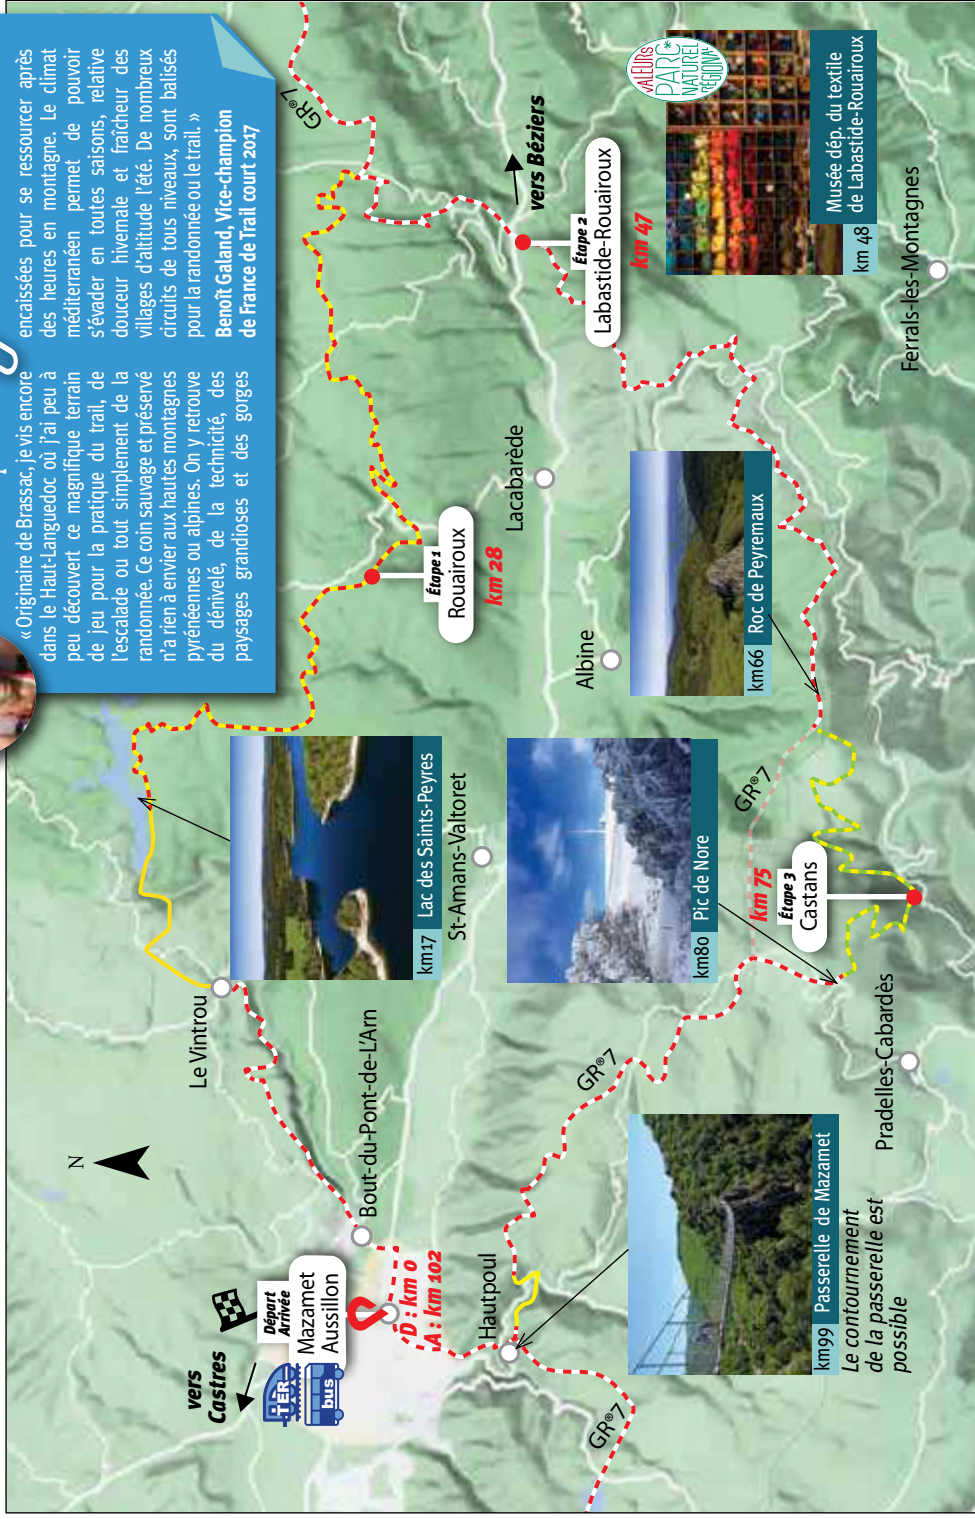 « Originaire de Brassac, je vis encore
dans le Haut-Languedoc où j'ai peu à
peu découvert ce magnifique terrain
de jeu pour la pratique du trail, de
l'escalade ou tout simplement de la
randonnée. Ce coin sauvage et préservé
n'a rien à envier aux hautes montagnes
pyrénéennes ou alpines. On y retrouve
du dénivelé, de la technicité, des
paysages grandioses et des gorges
encaissées pour se ressourcer après
des heures en montagne. Le climat
méditerranéen permet de pouvoir
s'évader en toutes saisons, relative
douceur hivernale et fraîcheur des
villages d'altitude l'été. De nombreux
circuits de tous niveaux, sont balisés
pour la randonnée ou le trail. »
Benoît Galand, Vice-champion
de France de Trail court 2017
N
vers
Castres
TER
bus
Départ
Arrivée
Mazamet
Aussillon
D : km 0
A : km 102
Bout-du-Pont-de-L'Arn
Le Vintrou
km17 Lac des Saints-Peyres
St-Amans-Valtoret
Étape 1
Rouairoux
km 28
Lacabarède
Albine
GR®7
vers Béziers
Étape 2
Labastide-Rouairoux
km 47
VALEURS
PARC
NATUREL
RÉGIONAL
km 48 Musée dép. du textile
de Labastide-Rouairoux
Ferrals-les-Montagnes
km66 Roc de Peyremaux
GR®7
km 75
Étape 3
Castans
km80 Pic de Nore
Pradelles-Cabardès
GR®7
Hautpoul
GR®7
km99 Passerelle de Mazamet
Le contournement
de la passerelle est
possible